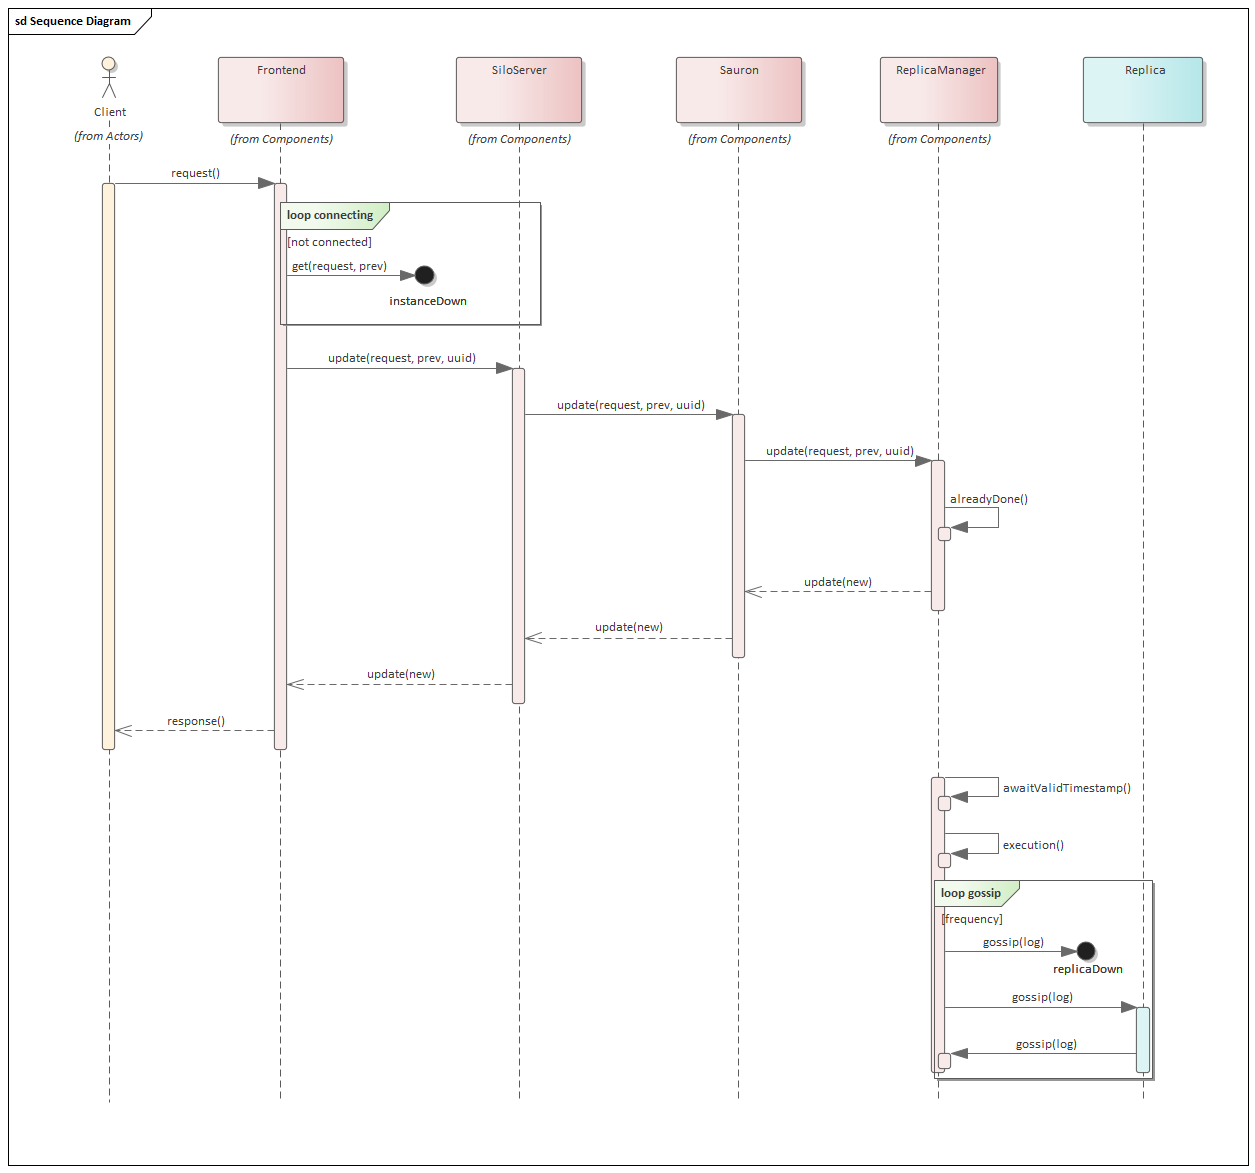 sd Sequence Diagram
Client
(from Actors)
Frontend
(from Components)
SiloServer
(from Components)
Sauron
(from Components)
ReplicaManager
(from Components)
Replica
request()
loop connecting
[not connected]
get(request, prev)
instanceDown
update(request, prev, uuid)
update(request, prev, uuid)
update(request, prev, uuid)
alreadyDone()
update(new)
update(new)
update(new)
response()
awaitValidTimestamp()
execution()
loop gossip
[frequency]
gossip(log)
replicaDown
gossip(log)
gossip(log)